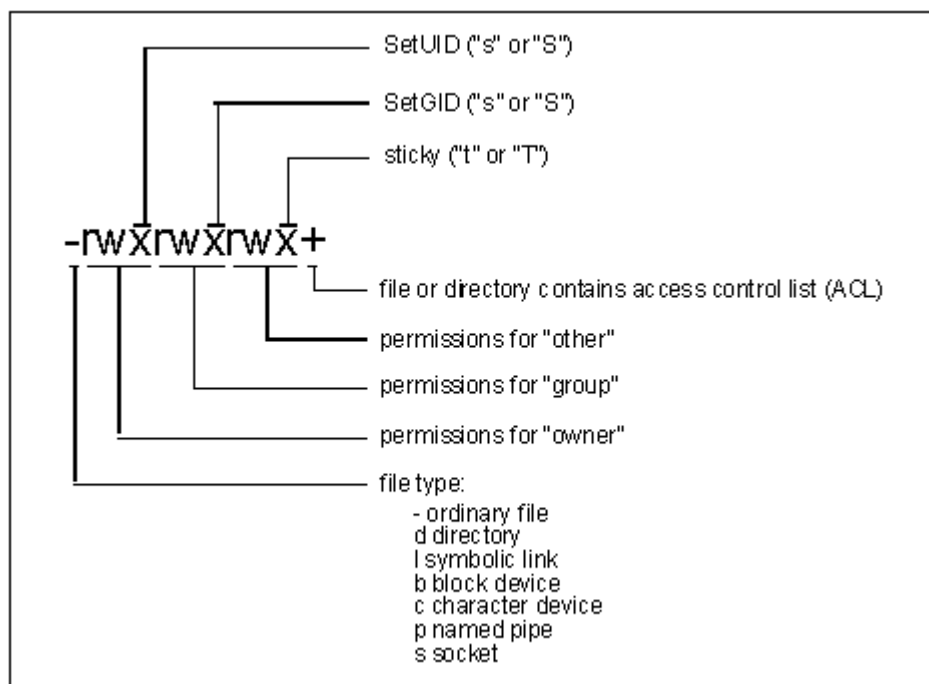 SetUID ("s" or "S")
SetGID ("s" or "S")
sticky ("t" or "T")
-rwxrwxrwx+
file or directory contains access control list (ACL)
permissions for "other"
permissions for "group"
permissions for "owner"
file type:
- ordinary file
d directory
l symbolic link
b block device
c character device
p named pipe
s socket